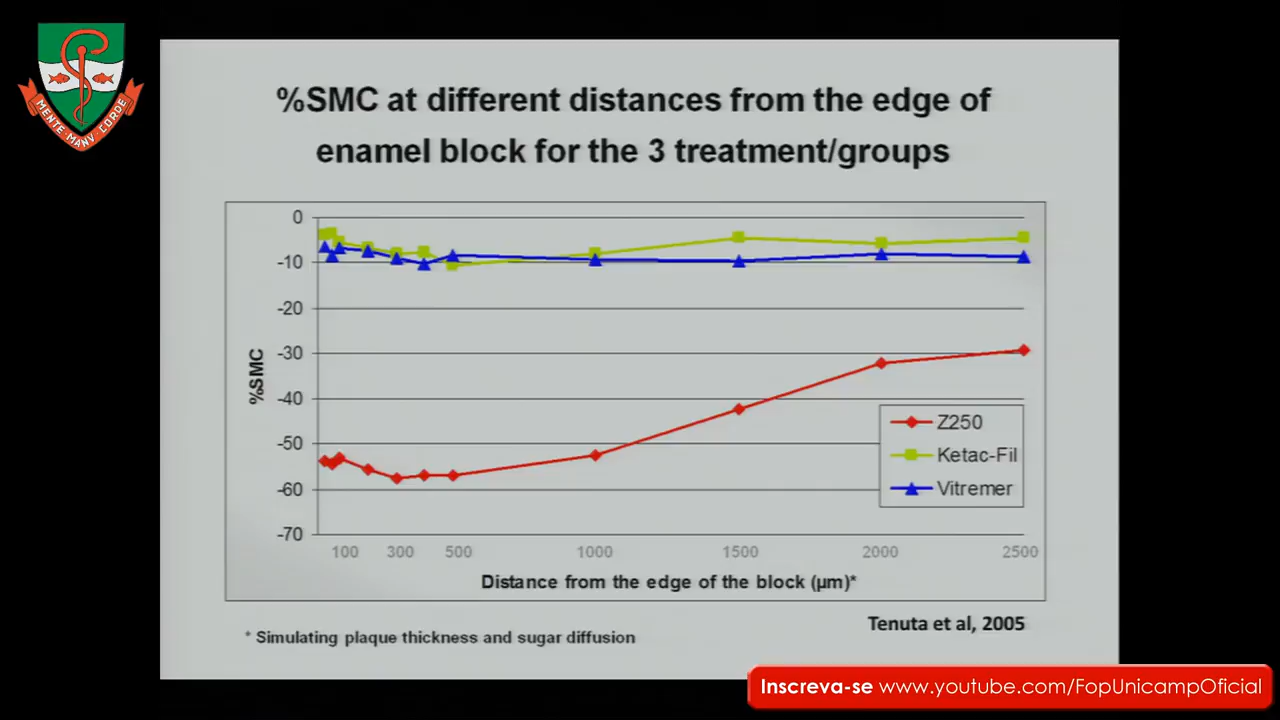 MENTE MANV CORDE
%SMC at different distances from the edge of
enamel block for the 3 treatment/groups
0
-10
-20
-30
-40
-50
-60
-70
%SMC
Z250
Ketac-Fil
Vitremer
100 300 500 1000 1500 2000 2500
Distance from the edge of the block (µm)*
Tenuta et al, 2005
* Simulating plaque thickness and sugar diffusion
Inscreva-se www.youtube.com/FopUnicampOficial